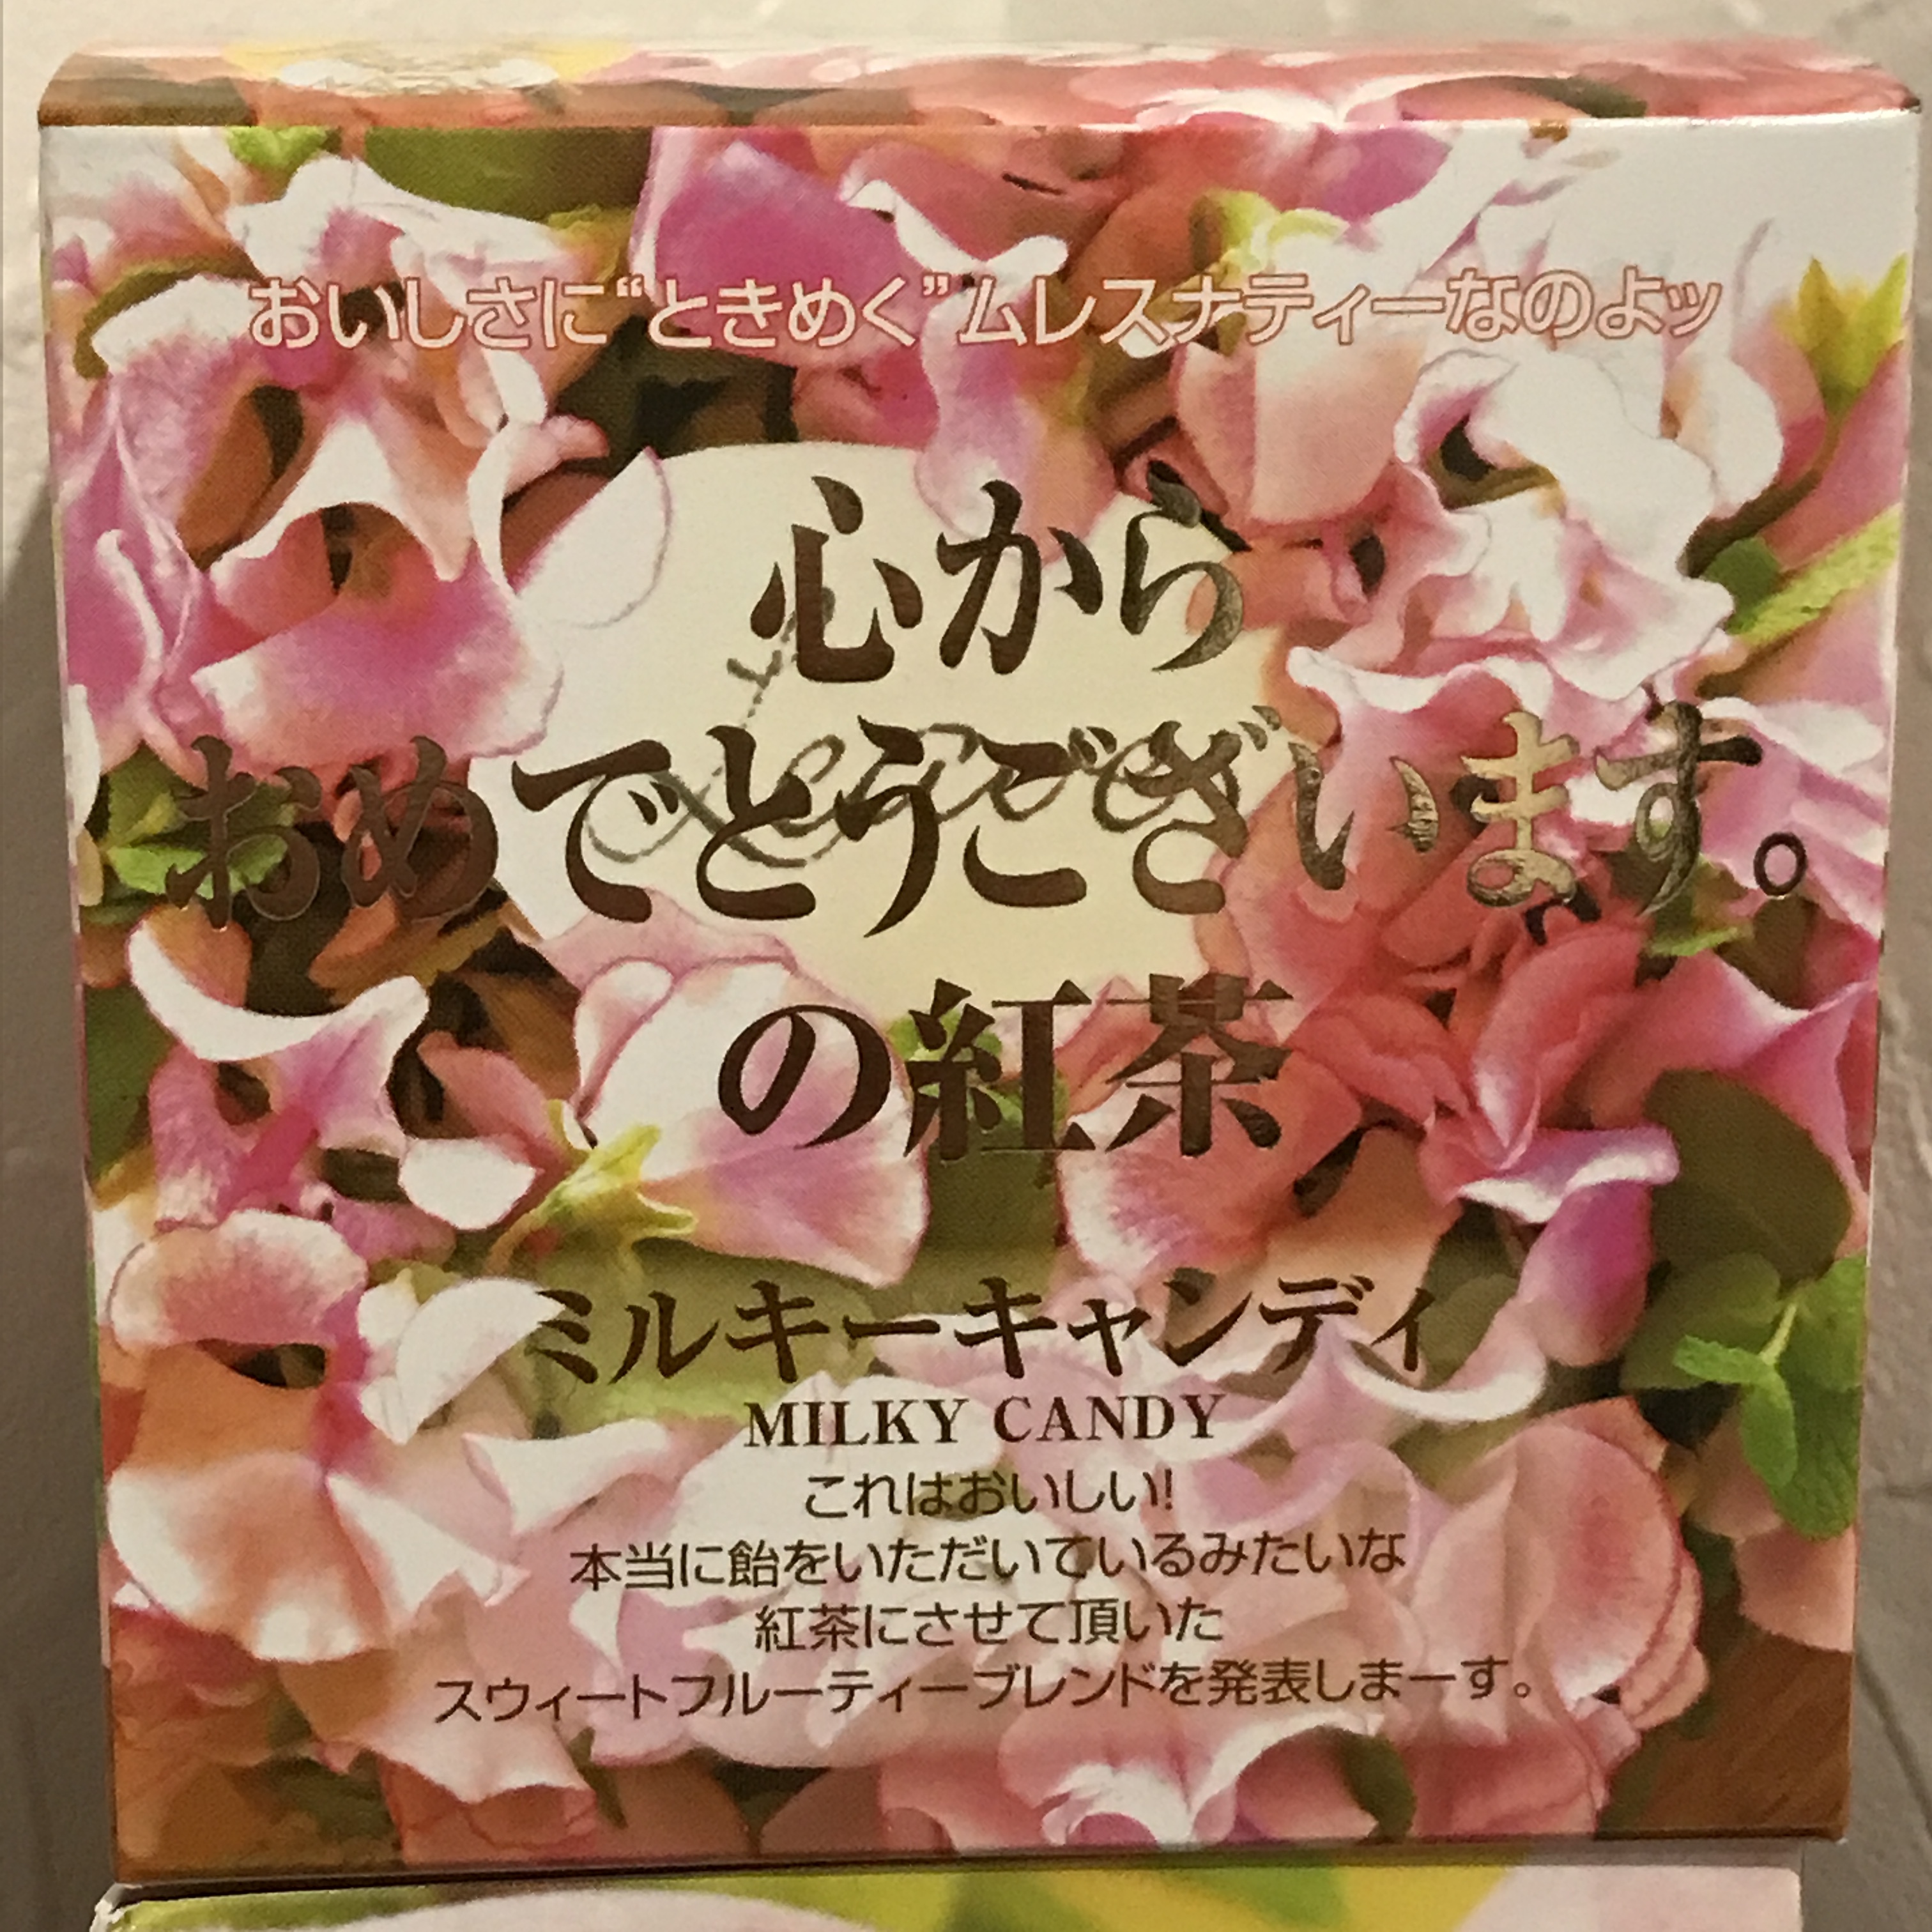 おいしさに“ときめく”ムレスナティーなのよッ
心から
おめでとうございます。
の紅茶
ミルキーキャンディ
MILKY CANDY
これはおいしい!
本当に飴をいただいているみたいな
紅茶にさせて頂いた
スウィートフルーティーブレンドを発表しまーす。